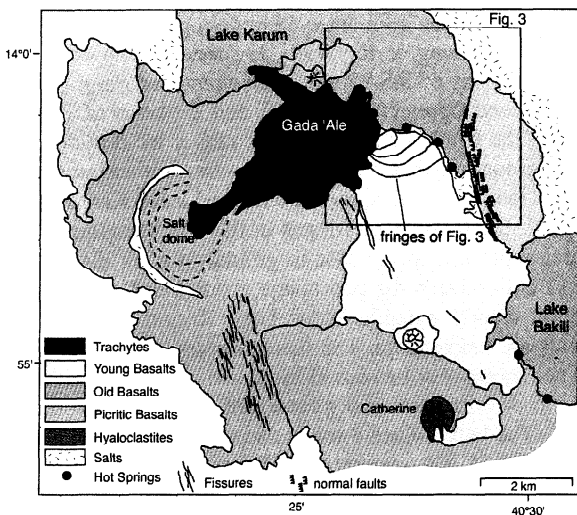 Fig. 3
Lake Karum
14°0'
Gada 'Ale
Salt
dome
fringes of Fig. 3
Lake
Bakili
Trachytes
55'
Young Basalts
Old Basalts
Picritic Basalts
Catherine
Hyaloclastites
Salts
Hot Springs
Fissures
normal faults
2 km
25'
40°30'